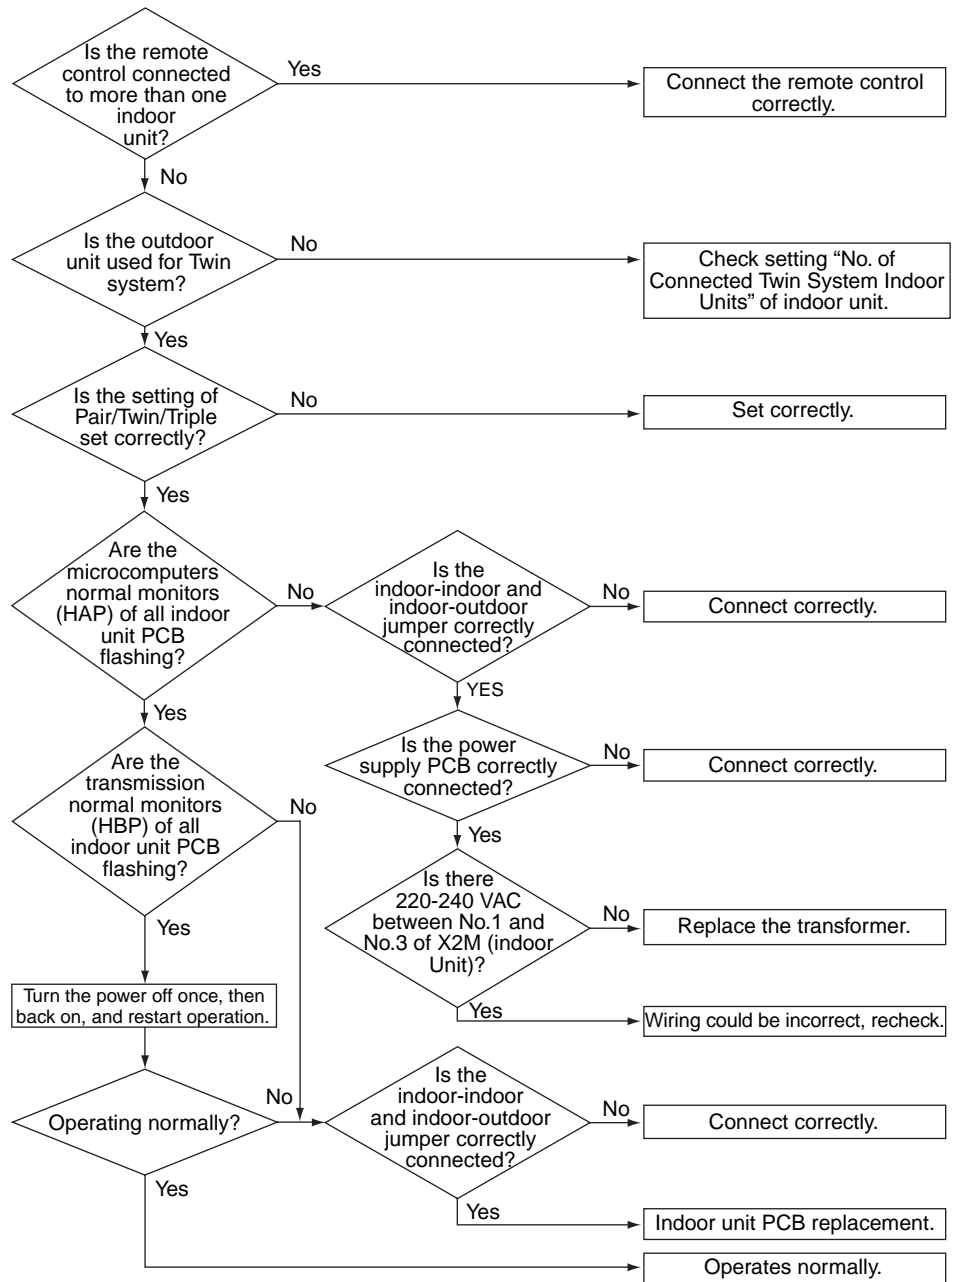 Is the remote
control connected
to more than one
indoor
unit?
Yes
Connect the remote control
correctly.
No
Is the outdoor
unit used for Twin
system?
No
Check setting “No. of
Connected Twin System Indoor
Units” of indoor unit.
Yes
Is the setting of
Pair/Twin/Triple
set correctly?
No
Set correctly.
Yes
Are the
microcomputers
normal monitors
(HAP) of all indoor
unit PCB
flashing?
No
Is the
indoor-indoor and
indoor-outdoor
jumper correctly
connected?
No
Connect correctly.
YES
Yes
Is the power
supply PCB correctly
connected?
No
Connect correctly.
Are the
transmission
normal monitors
(HBP) of all
indoor unit PCB
flashing?
No
Yes
Is there
220-240 VAC
between No.1 and
No.3 of X2M (indoor
Unit)?
No
Replace the transformer.
Yes
Turn the power off once, then
back on, and restart operation.
Yes
Wiring could be incorrect, recheck.
Operating normally?
No
Is the
indoor-indoor
and indoor-outdoor
jumper correctly
connected?
No
Connect correctly.
Yes
Yes
Indoor unit PCB replacement.
Operates normally.